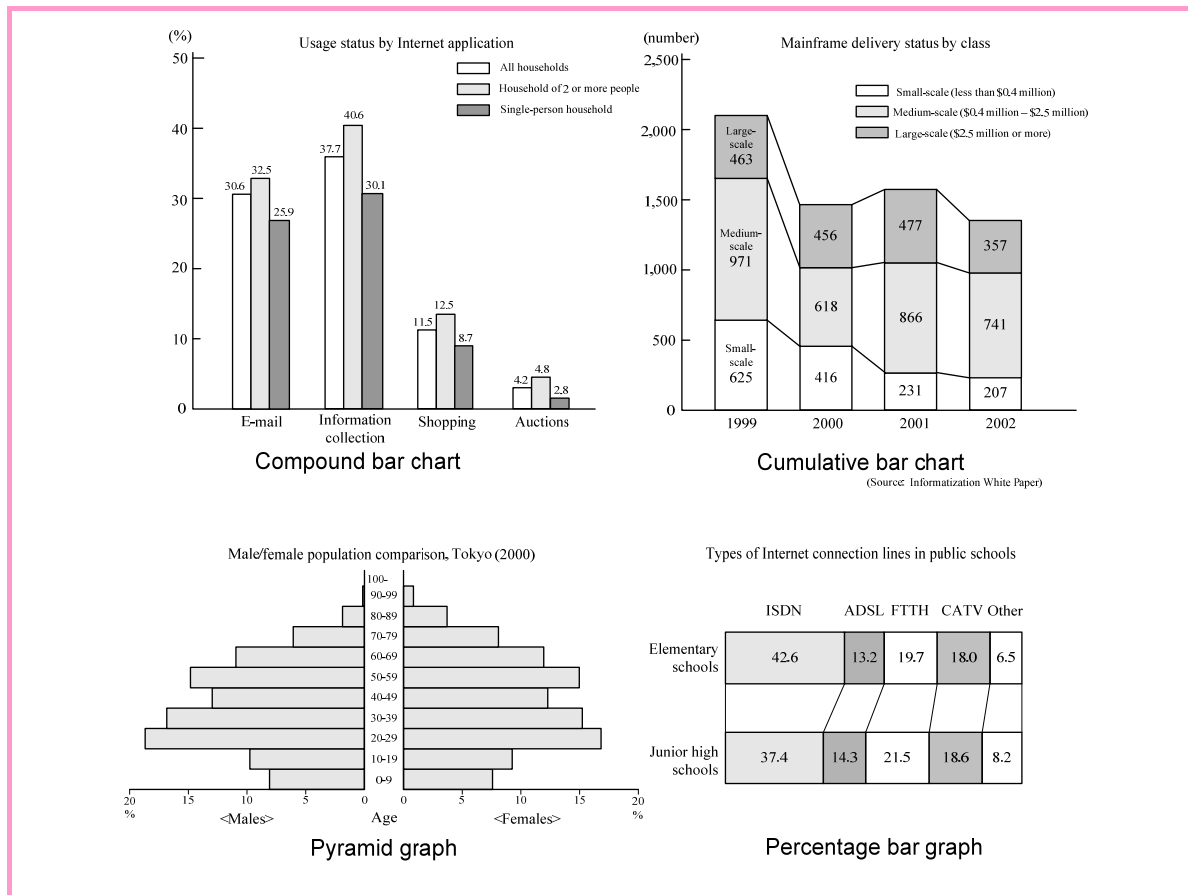 Usage status by Internet application
(%)
50
40
30
20
10
0
All households
Household of 2 or more people
Single-person household
30.6
32.5
25.9
37.7
40.6
30.1
11.5
12.5
8.7
4.2
4.8
2.8
E-mail
Information
collection
Shopping
Auctions
Compound bar chart
Mainframe delivery status by class
(number)
2,500
2,000
1,500
1,000
500
0
Small-scale (less than $0.4 million)
Medium-scale ($0.4 million – $2.5 million)
Large-scale ($2.5 million or more)
Large-
scale
463
Medium-
scale
971
Small-
scale
625
456
618
416
477
866
231
357
741
207
1999
2000
2001
2002
Cumulative bar chart
(Source: Informatization White Paper)
Male/female population comparison, Tokyo (2000)
100-
90-99
80-89
70-79
60-69
50-59
40-49
30-39
20-29
10-19
0-9
20 15 10 5 0 0 5 10 15 20
% <Males> Age <Females> %
Pyramid graph
Types of Internet connection lines in public schools
ISDN ADSL FTTH CATV Other
Elementary
schools
42.6 13.2 19.7 18.0 6.5
Junior high
schools
37.4 14.3 21.5 18.6 8.2
Percentage bar graph